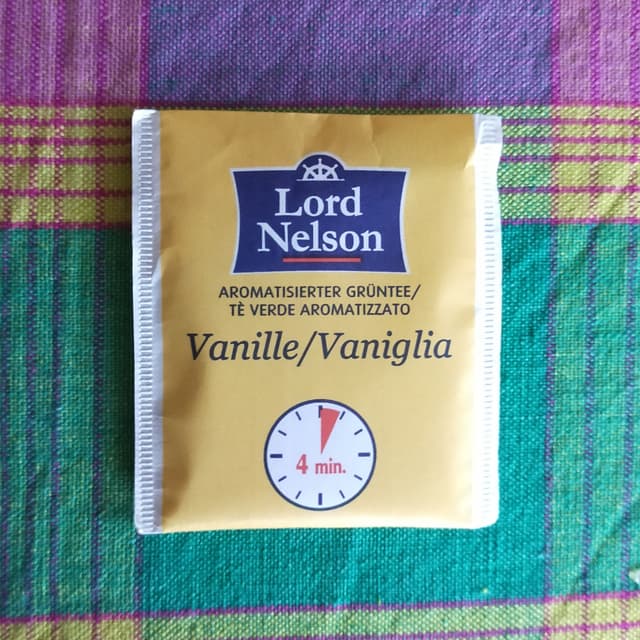 Lord
Nelson
AROMATISIERTER GRÜNTEE/
TÈ VERDE AROMATIZZATO
Vanille/Vaniglia
4 min.